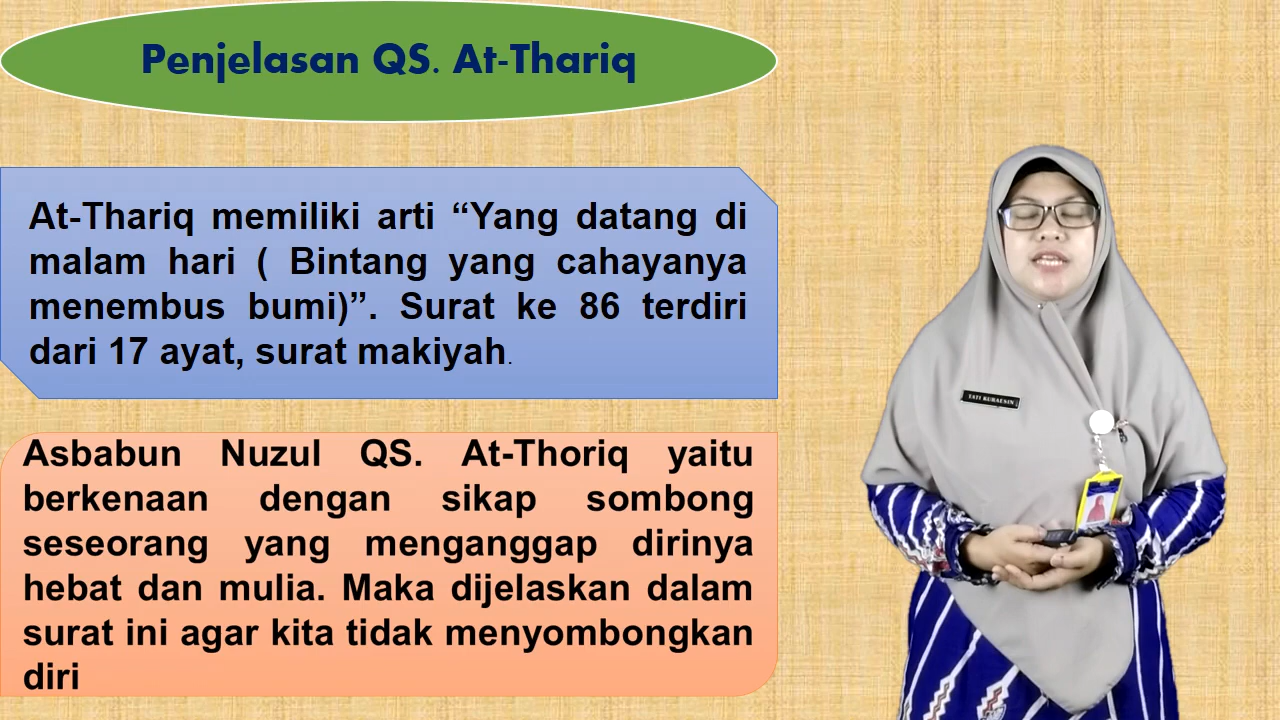 Penjelasan QS. At-Thariq
At-Thariq memiliki arti “Yang datang di
malam hari ( Bintang yang cahayanya
menembus bumi)”. Surat ke 86 terdiri
dari 17 ayat, surat makiyah.
Asbabun Nuzul QS. At-Thoriq yaitu
berkenaan dengan sikap sombong
seseorang yang menganggap dirinya
hebat dan mulia. Maka dijelaskan dalam
surat ini agar kita tidak menyombongkan
diri
TATI KURAESIN